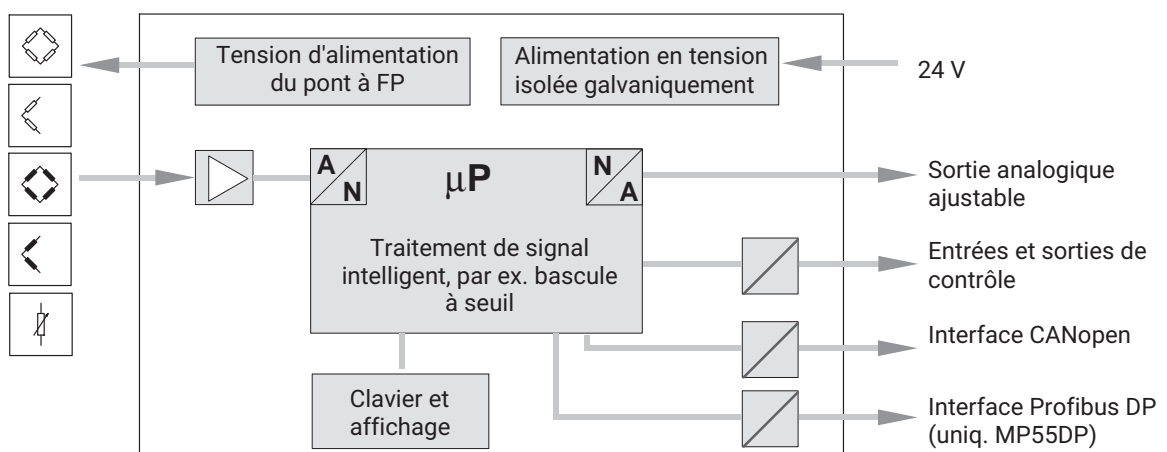 Tension d'alimentation
du pont à FP
Alimentation en tension
isolée galvaniquement
24 V
A
N
µP
N
A
Traitement de signal
intelligent, par ex. bascule
à seuil
Sortie analogique
ajustable
Entrées et sorties de
contrôle
Interface CANopen
Clavier et
affichage
Interface Profibus DP
(uniq. MP55DP)